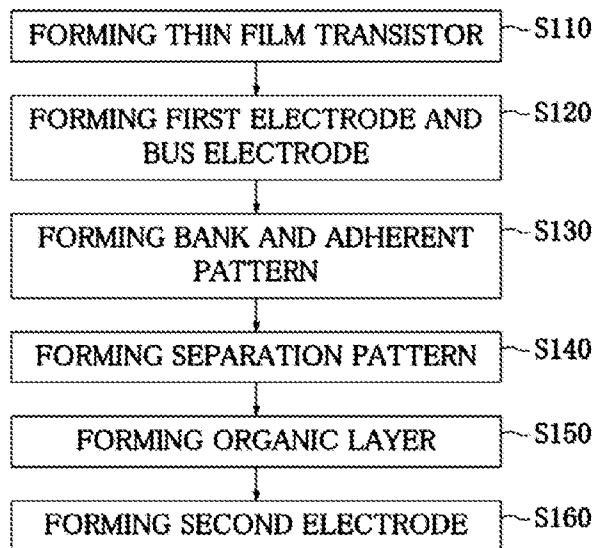 FORMING THIN FILM TRANSISTOR S110
FORMING FIRST ELECTRODE AND S120
BUS ELECTRODE
FORMING BANK AND ADHERENT S130
PATTERN
FORMING SEPARATION PATTERN S140
FORMING ORGANIC LAYER S150
FORMING SECOND ELECTRODE S160